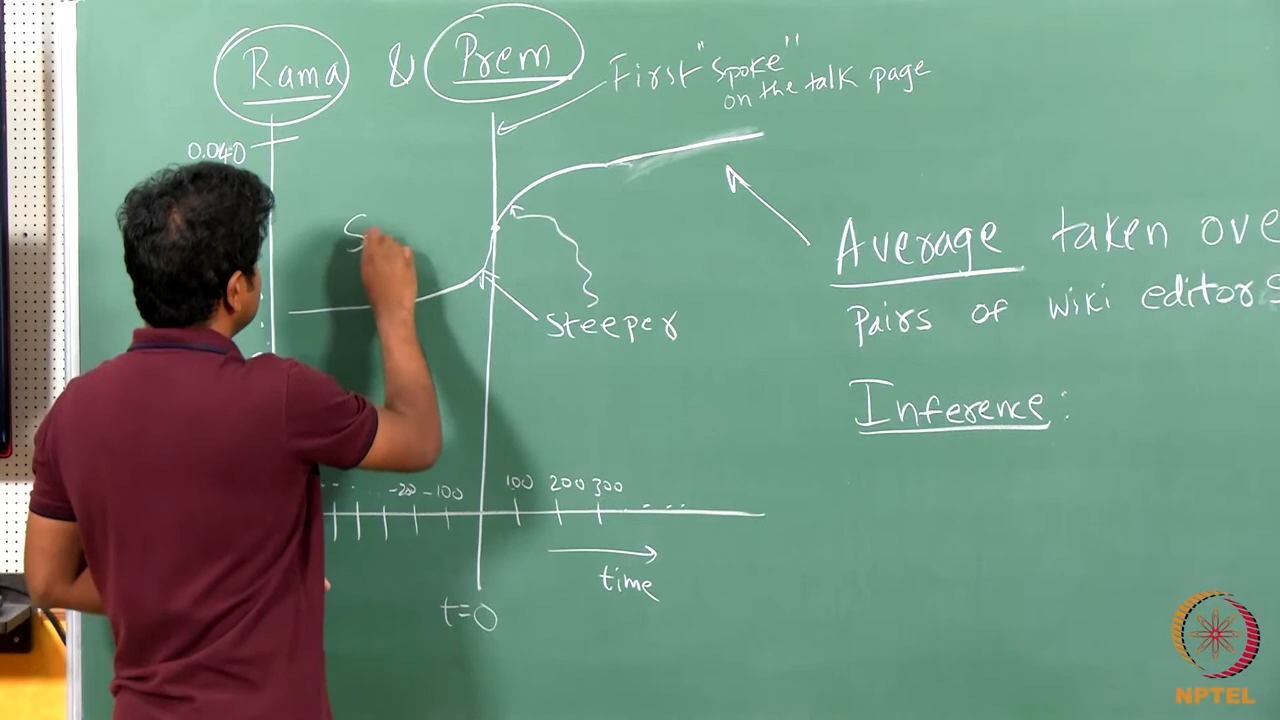 Rama & Prem
First "spoke"
on the talk page
0.040
S
Average taken ove
Pairs of wiki editors
steeper
Inference:
-200 -100 100 200 300
time
t=0
NPTEL